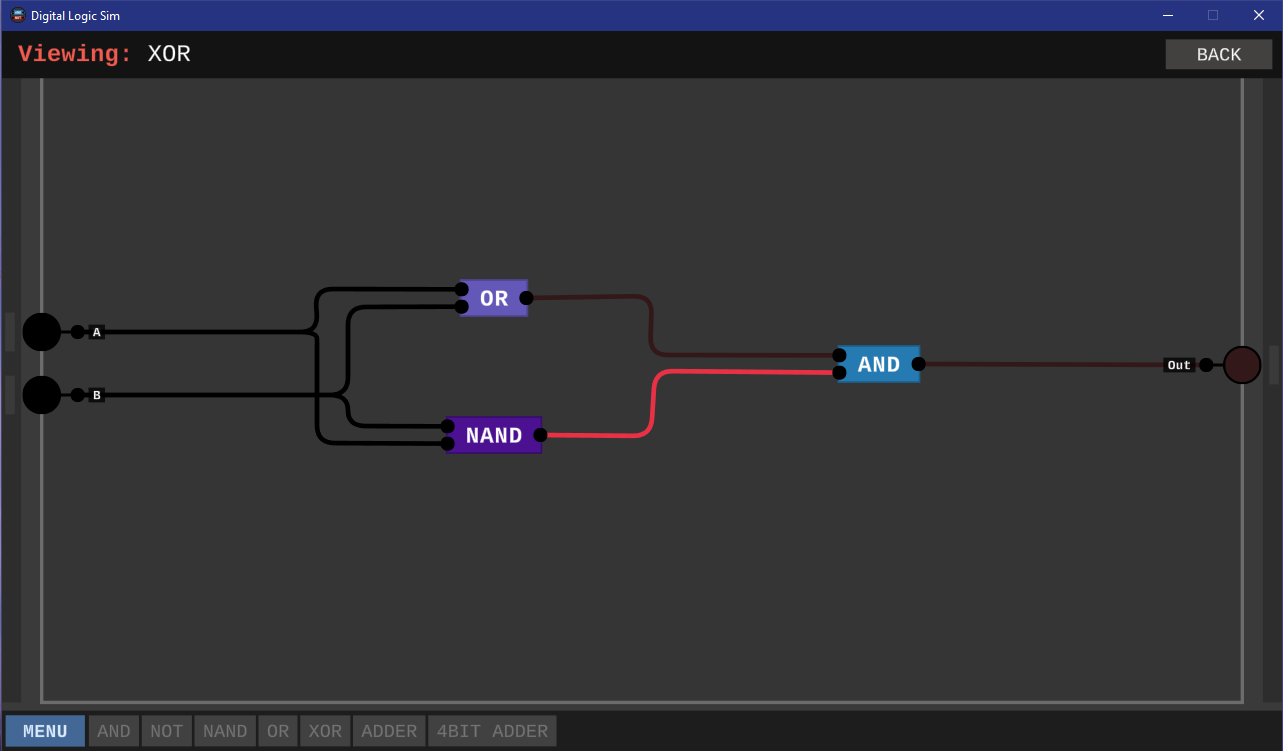 Digital Logic Sim
Viewing: XOR
BACK
OR
A
AND
Out
B
NAND
MENU AND NOT NAND OR XOR ADDER 4BIT ADDER